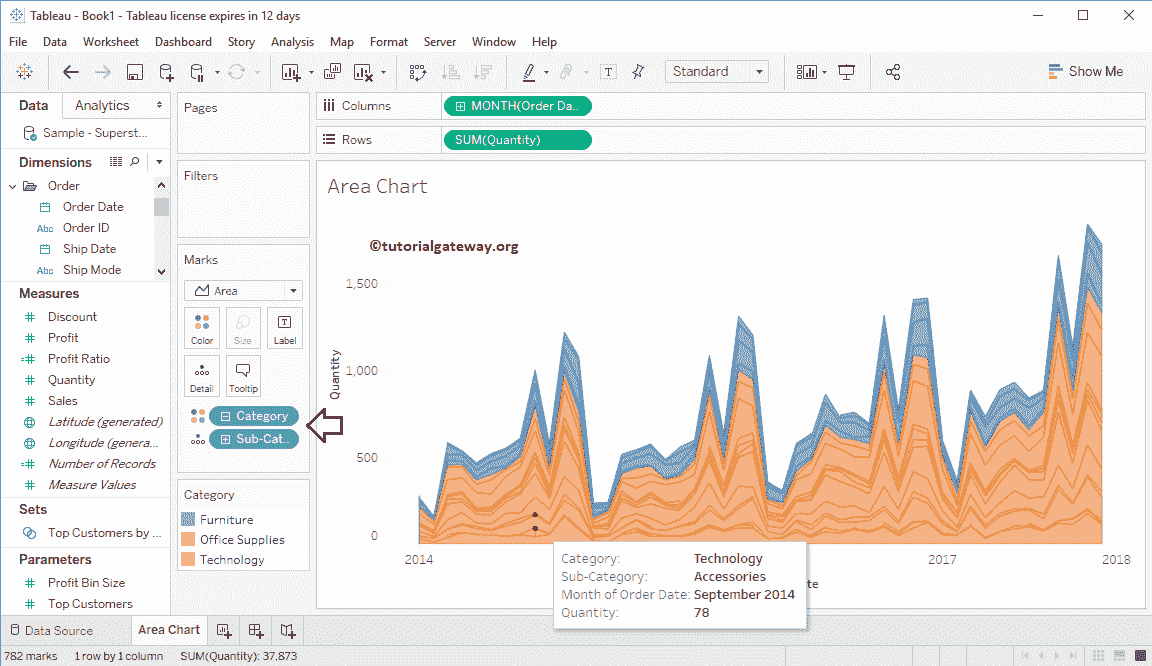 Tableau - Book1 - Tableau license expires in 12 days
File Data Worksheet Dashboard Story Analysis Map Format Server Window Help
Standard
Show Me
Data Analytics
Sample - Superst...
Dimensions
Order
Order Date
Abc Order ID
Ship Date
Abc Ship Mode
Measures
Discount
Profit
Profit Ratio
Quantity
Sales
Latitude (generated)
Longitude (genera...
Number of Records
Measure Values
Sets
Top Customers by ...
Parameters
Profit Bin Size
Top Customers
Pages
Filters
Marks
Area
Color Size Label
Detail Tooltip
Category
Sub-Cat..
Category
Furniture
Office Supplies
Technology
Columns MONTH(Order Da..
Rows SUM(Quantity)
Area Chart
©tutorialgateway.org
Quantity
1,500
1,000
500
0
2014 2017 2018
te
Category: Technology
Sub-Category: Accessories
Month of Order Date: September 2014
Quantity: 78
Data Source Area Chart
782 marks 1 row by 1 column SUM(Quantity): 37,873